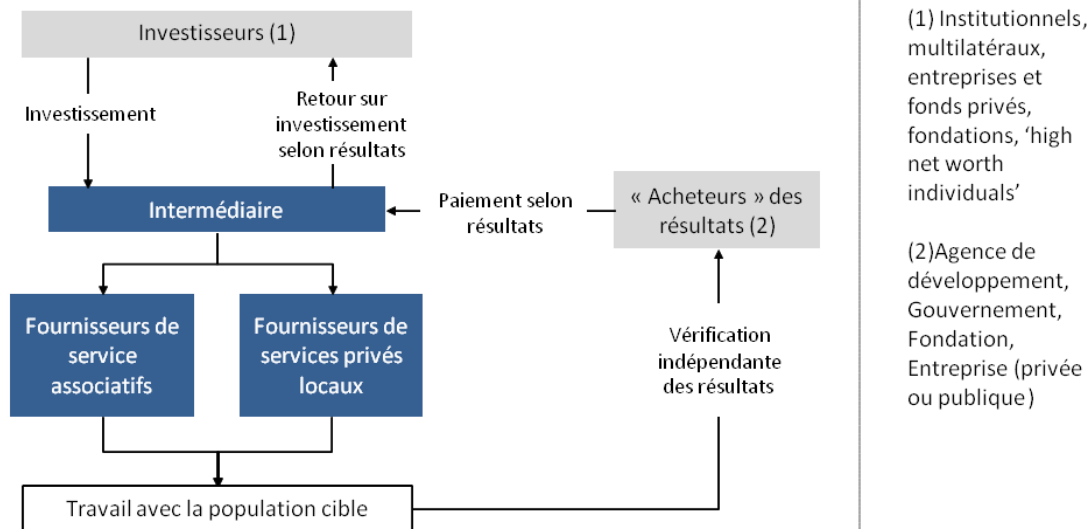 Investisseurs (1)
Investissement
Retour sur
investissement
selon résultats
Intermédiaire
Paiement selon
résultats
« Acheteurs » des
résultats (2)
Fournisseurs de
service
associatifs
Fournisseurs de
services privés
locaux
Vérification
indépendante
des résultats
Travail avec la population cible
(1) Institutionnels,
multilatéraux,
entreprises et
fonds privés,
fondations, ‘high
net worth
individuals’
(2)Agence de
développement,
Gouvernement,
Fondation,
Entreprise (privée
ou publique)